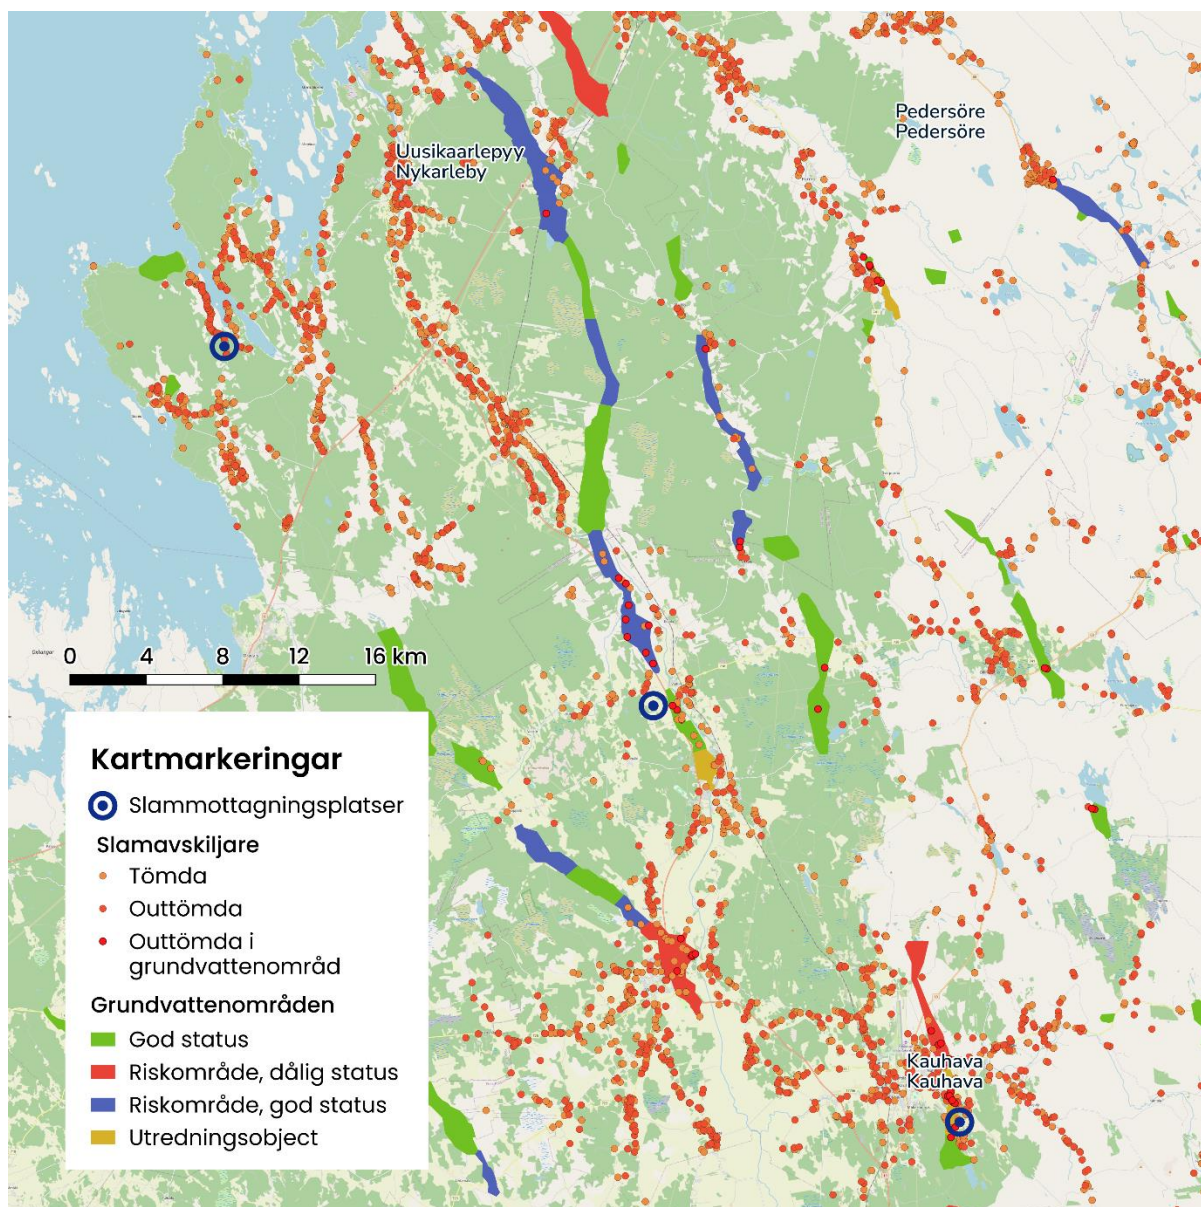 Pedersöre
Pedersöre
Uusikaarlepyy
Nykarleby
0 4 8 12 16 km
Kartmarkeringar
Slammottagningsplatser
Slamavskiljare
Tömda
Outtömda
Outtömda i
grundvattenområd
Grundvattenområden
God status
Riskområde, dålig status
Riskområde, god status
Utredningsobject
Kauhava
Kauhava